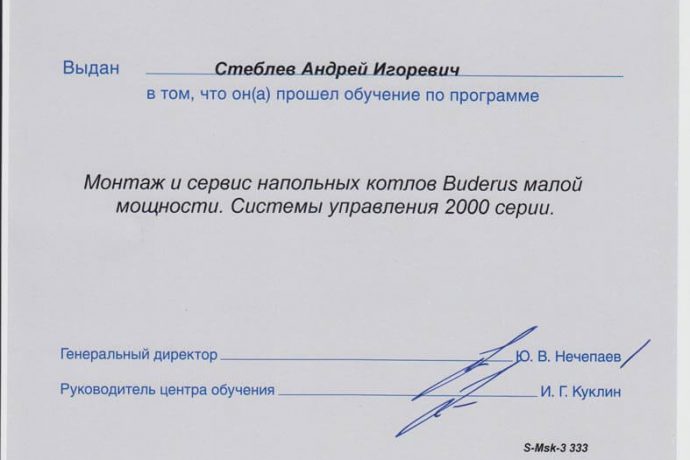 Выдан Стеблев Андрей Игоревич
в том, что он(а) прошел обучение по программе
Монтаж и сервис напольных котлов Buderus малой
мощности. Системы управления 2000 серии.
Генеральный директор Ю. В. Нечепаев
Руководитель центра обучения И. Г. Куклин
S-Msk-3 333